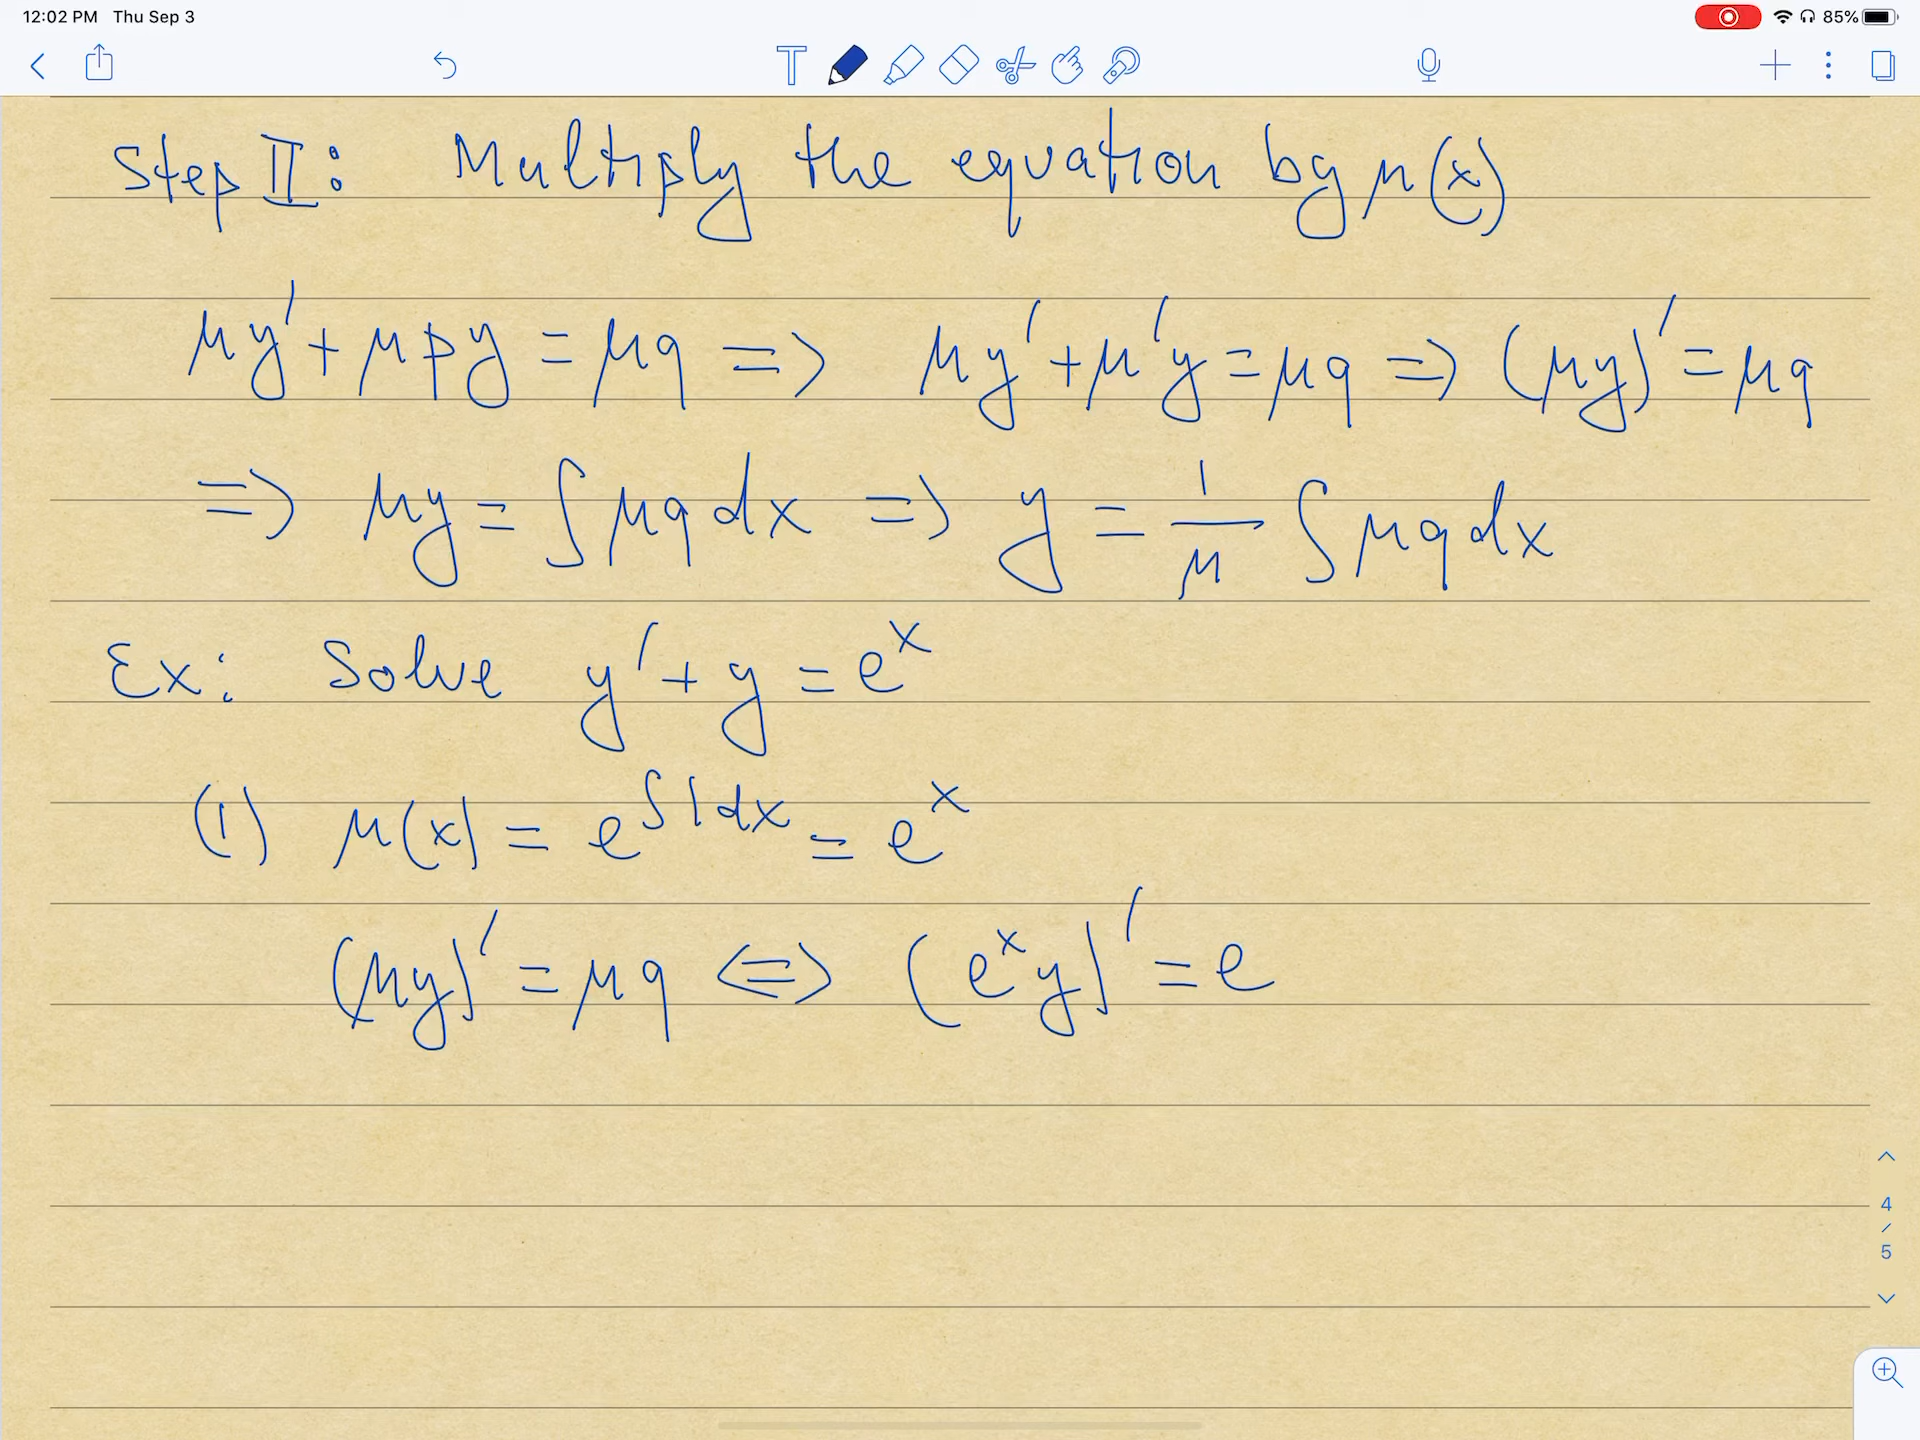 12:02 PM Thu Sep 3 85%
T
Step II: Multiply the equation by μ(x)
μy' + μpy = μq => μy' + μ'y = μq => (μy)' = μq
=> μy = ∫ μq dx => y = 1/μ ∫ μq dx
Ex: Solve y' + y = e^x
(1) μ(x) = e^∫1dx = e^x
(μy)' = μq <=> (e^x y)' = e
4
/
5